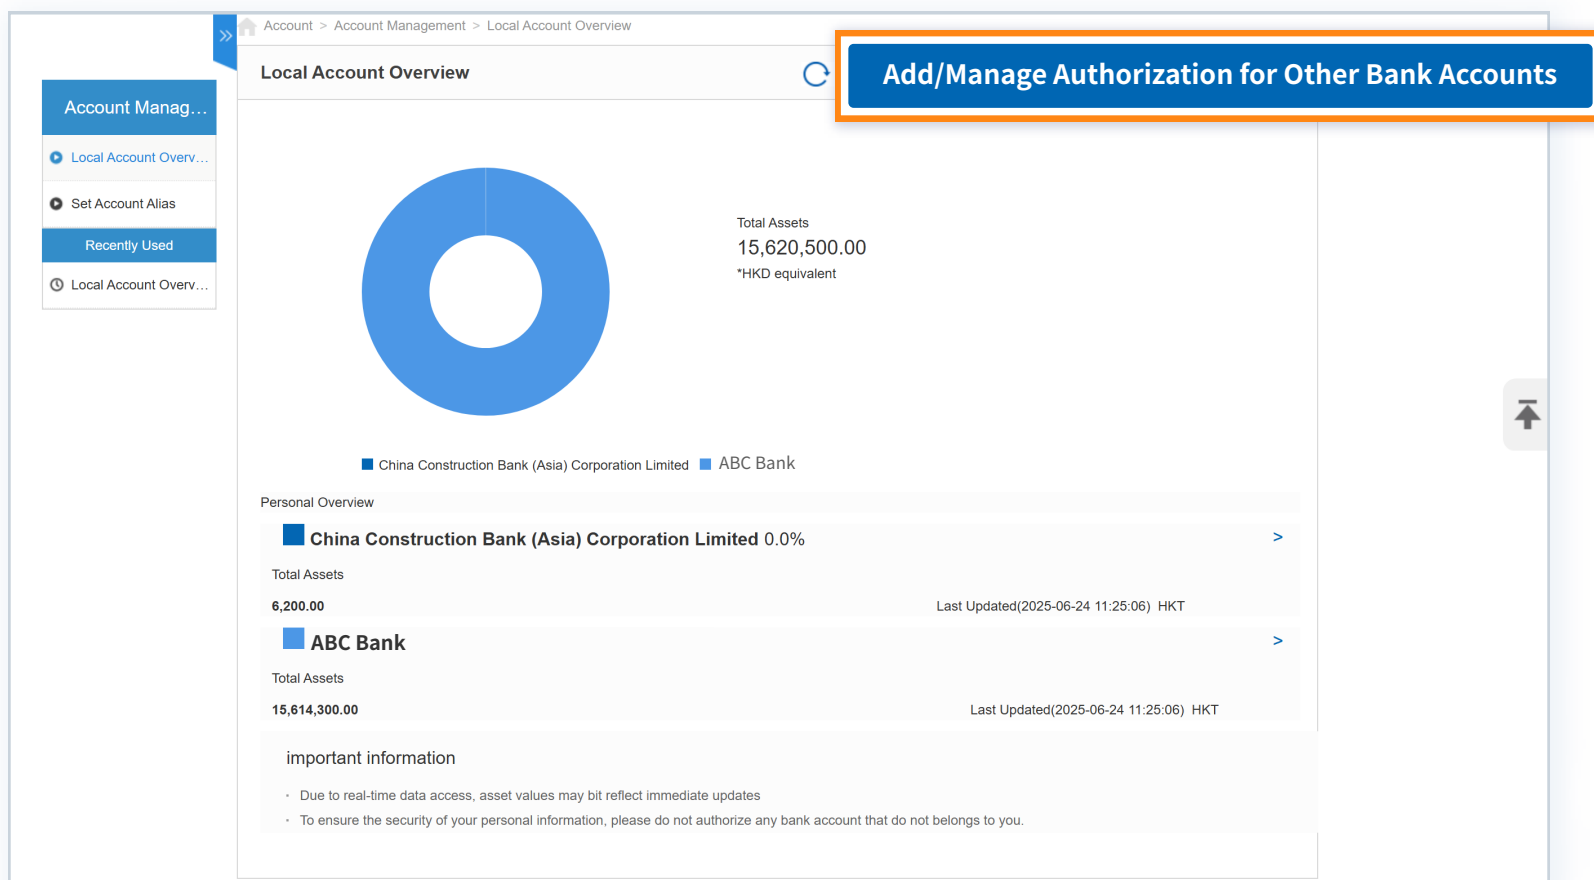 Account > Account Management > Local Account Overview
Local Account Overview
Add/Manage Authorization for Other Bank Accounts
Account Manag...
Local Account Overv...
Set Account Alias
Recently Used
Local Account Overv...
Total Assets
15,620,500.00
*HKD equivalent
China Construction Bank (Asia) Corporation Limited ABC Bank
Personal Overview
China Construction Bank (Asia) Corporation Limited 0.0% >
Total Assets
6,200.00 Last Updated(2025-06-24 11:25:06) HKT
ABC Bank >
Total Assets
15,614,300.00 Last Updated(2025-06-24 11:25:06) HKT
important information
· Due to real-time data access, asset values may bit reflect immediate updates
· To ensure the security of your personal information, please do not authorize any bank account that do not belongs to you.